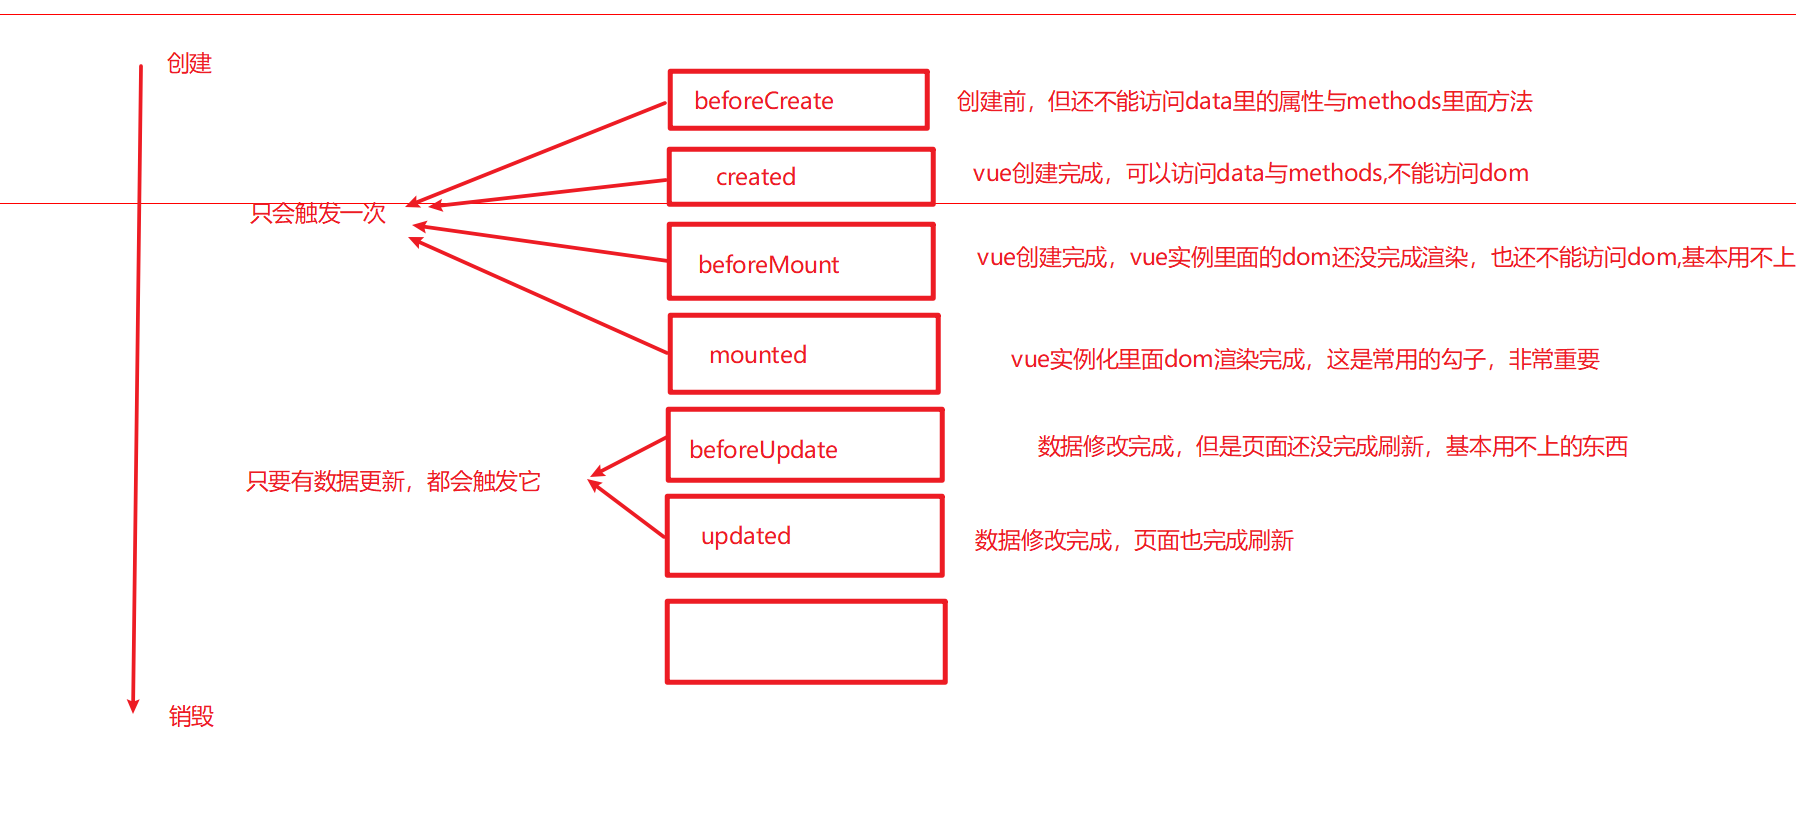 创建
beforeCreate
创建前，但还不能访问data里的属性与methods里面方法
created
vue创建完成，可以访问data与methods,不能访问dom
只会触发一次
beforeMount
vue创建完成，vue实例里面的dom还没完成渲染，也还不能访问dom,基本用不上
mounted
vue实例化里面dom渲染完成，这是常用的勾子，非常重要
beforeUpdate
数据修改完成，但是页面还没完成刷新，基本用不上的东西
只要有数据更新，都会触发它
updated
数据修改完成，页面也完成刷新
销毁